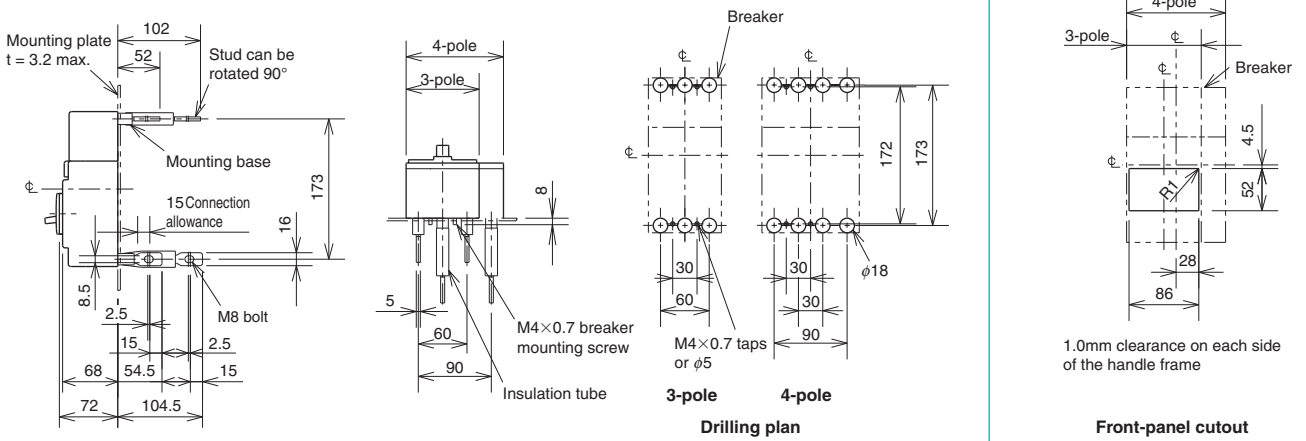 102
Mounting plate
t = 3.2 max.
52
Stud can be
rotated 90°
Mounting base
℄
173
15 Connection
allowance
16
8.5
2.5
M8 bolt
15
2.5
68
54.5
15
72
104.5
4-pole
3-pole
8
5
60
90
M4×0.7 breaker
mounting screw
Insulation tube
Breaker
℄
℄
℄
172
173
30
60
30
30
90
φ18
M4×0.7 taps
or φ5
3-pole
4-pole
Drilling plan
4-pole
3-pole
℄
℄
Breaker
℄
4.5
R1
52
28
86
1.0mm clearance on each side
of the handle frame
Front-panel cutout